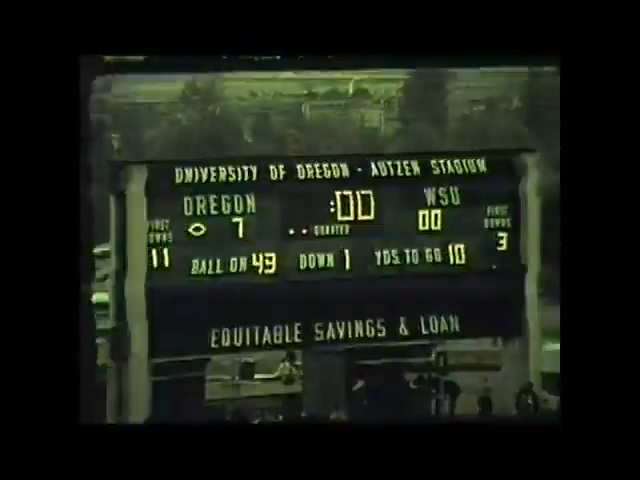 UNIVERSITY OF OREGON - AUTZEN STADIUM
OREGON :00 WSU
7 QUARTER 00
FIRST DOWNS 11 BALL ON 43 DOWN 1 YDS. TO GO 10 FIRST DOWNS 3
EQUITABLE SAVINGS & LOAN